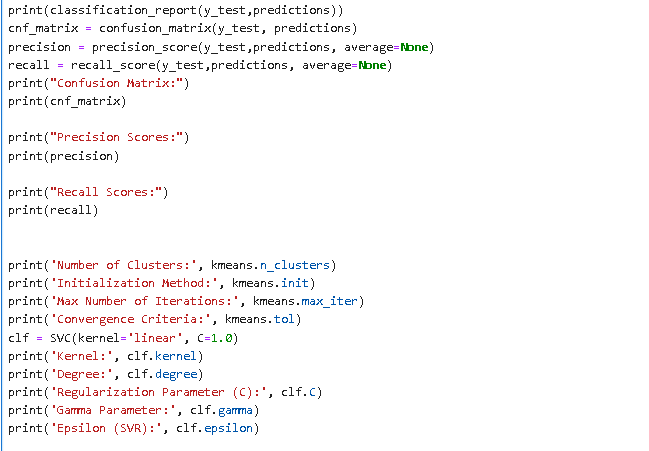 print(classification_report(y_test,predictions))
cnf_matrix = confusion_matrix(y_test, predictions)
precision = precision_score(y_test,predictions, average=None)
recall = recall_score(y_test,predictions, average=None)
print("Confusion Matrix:")
print(cnf_matrix)
print("Precision Scores:")
print(precision)
print("Recall Scores:")
print(recall)
print('Number of Clusters:', kmeans.n_clusters)
print('Initialization Method:', kmeans.init)
print('Max Number of Iterations:', kmeans.max_iter)
print('Convergence Criteria:', kmeans.tol)
clf = SVC(kernel='linear', C=1.0)
print('Kernel:', clf.kernel)
print('Degree:', clf.degree)
print('Regularization Parameter (C):', clf.C)
print('Gamma Parameter:', clf.gamma)
print('Epsilon (SVR):', clf.epsilon)